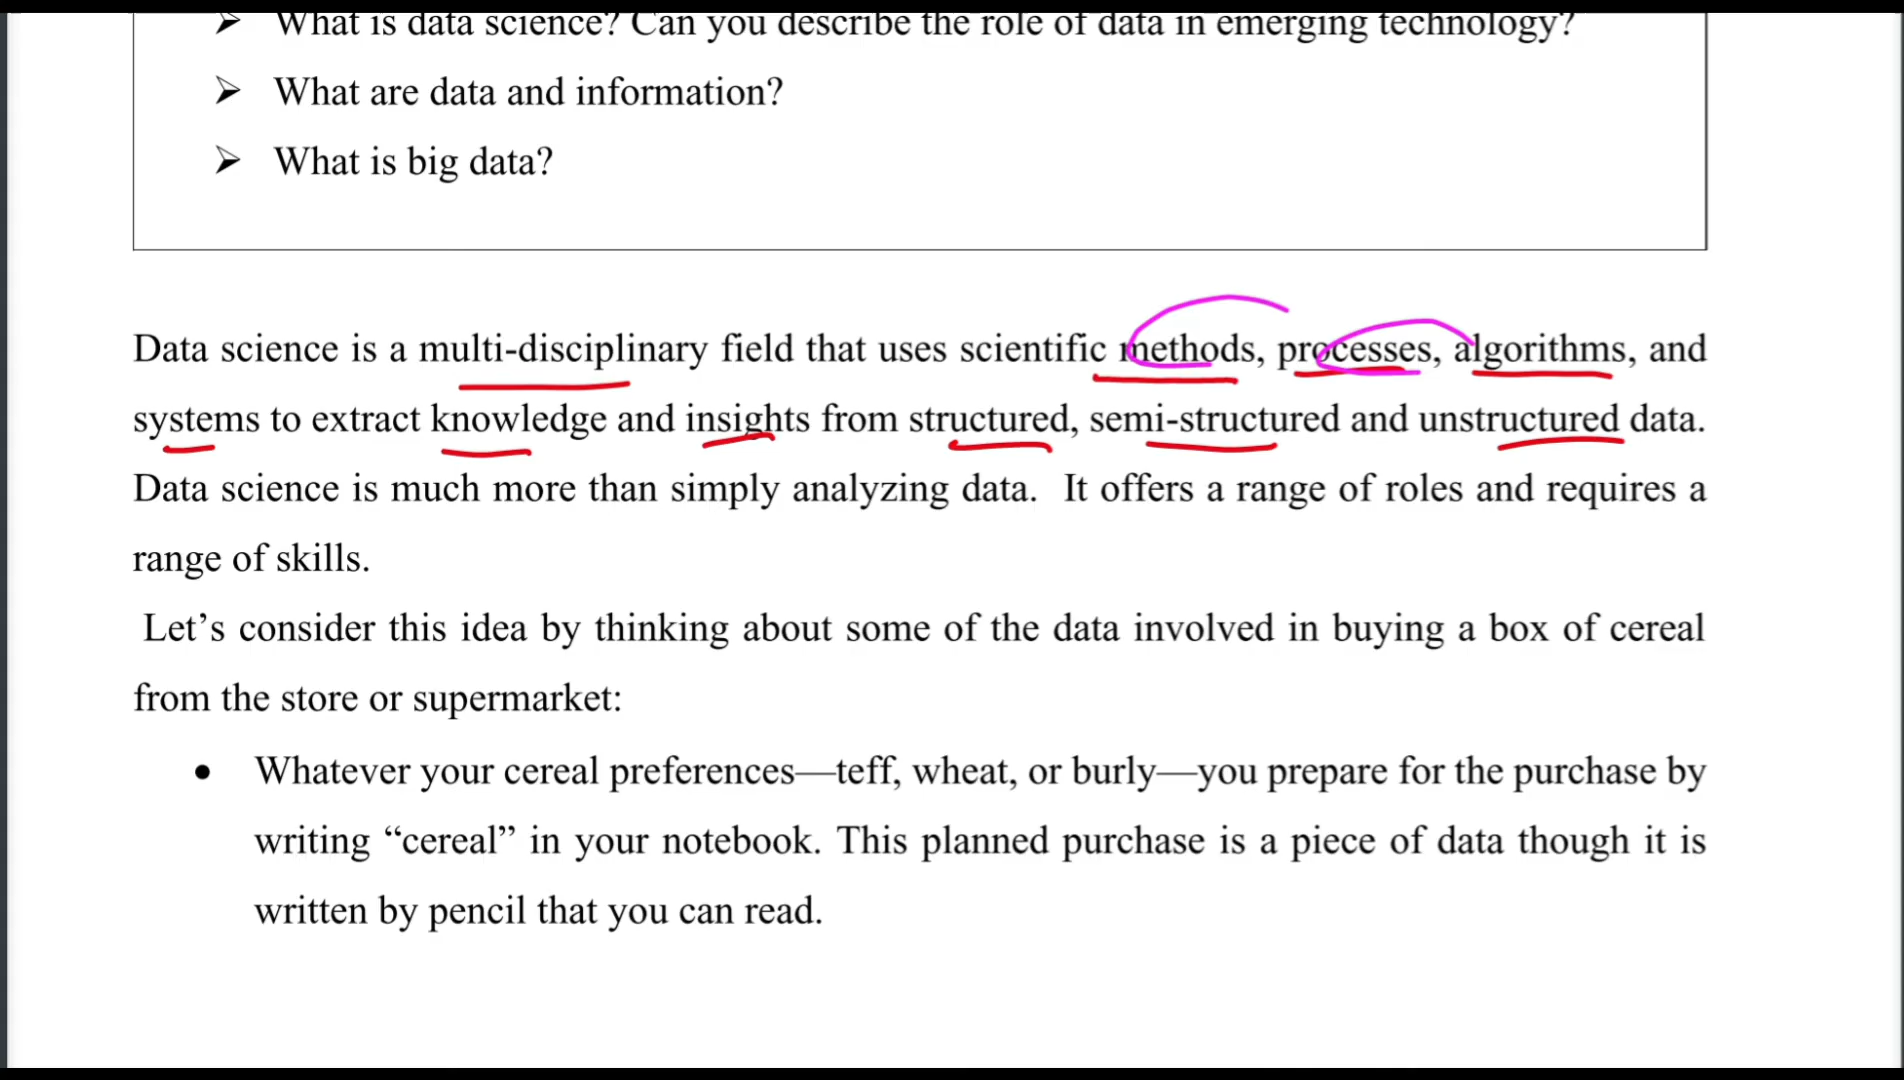 ➢ What is data science? Can you describe the role of data in emerging technology?
➢ What are data and information?
➢ What is big data?
Data science is a multi-disciplinary field that uses scientific methods, processes, algorithms, and
systems to extract knowledge and insights from structured, semi-structured and unstructured data.
Data science is much more than simply analyzing data. It offers a range of roles and requires a
range of skills.
Let’s consider this idea by thinking about some of the data involved in buying a box of cereal
from the store or supermarket:
• Whatever your cereal preferences—teff, wheat, or burly—you prepare for the purchase by
writing “cereal” in your notebook. This planned purchase is a piece of data though it is
written by pencil that you can read.